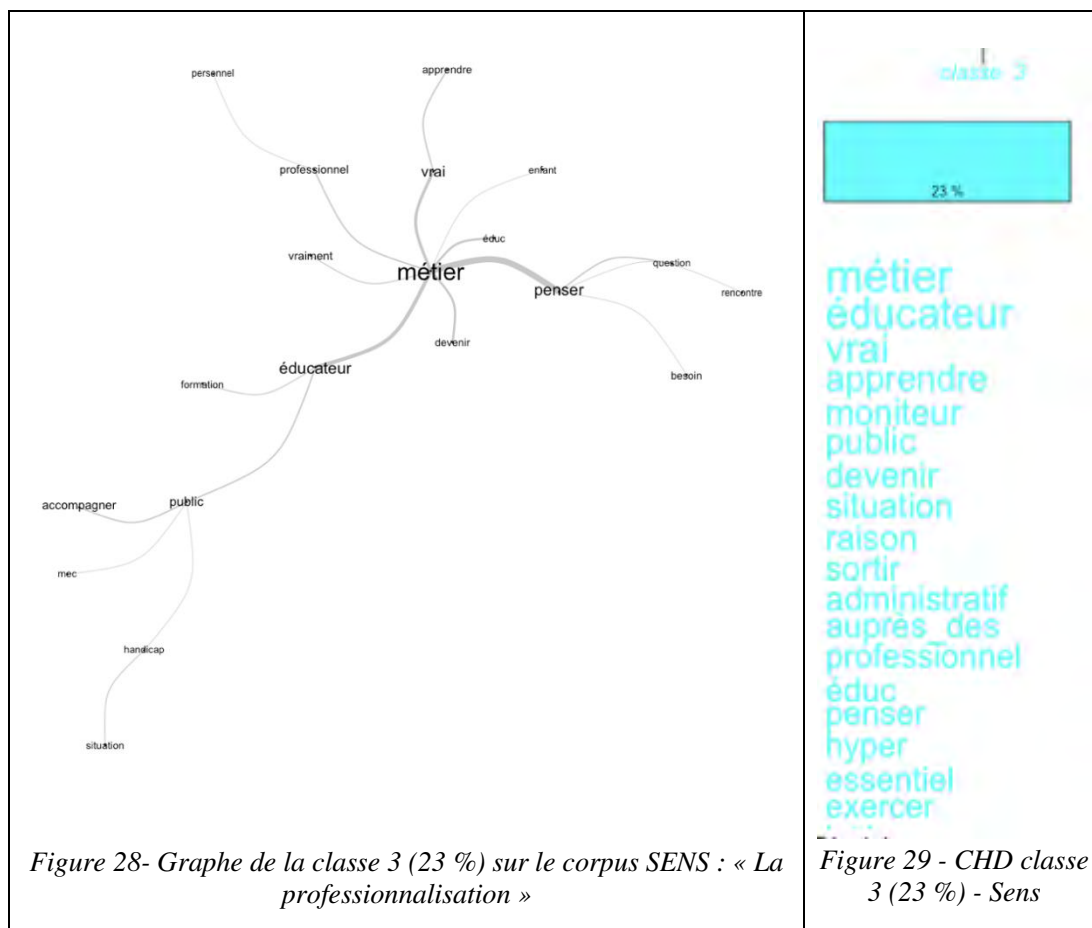 personnel
apprendre
professionnel
vrai
enfant
vraiment
éduc
métier
question
penser
rencontre
devenir
éducateur
besoin
formation
accompagner
public
mec
handicap
situation
Figure 28- Graphe de la classe 3 (23 %) sur le corpus SENS : « La
professionnalisation »
classe 3
23 %
métier
éducateur
vrai
apprendre
moniteur
public
devenir
situation
raison
sortir
administratif
auprès_des
professionnel
éduc
penser
hyper
essentiel
exercer
Figure 29 - CHD classe
3 (23 %) - Sens